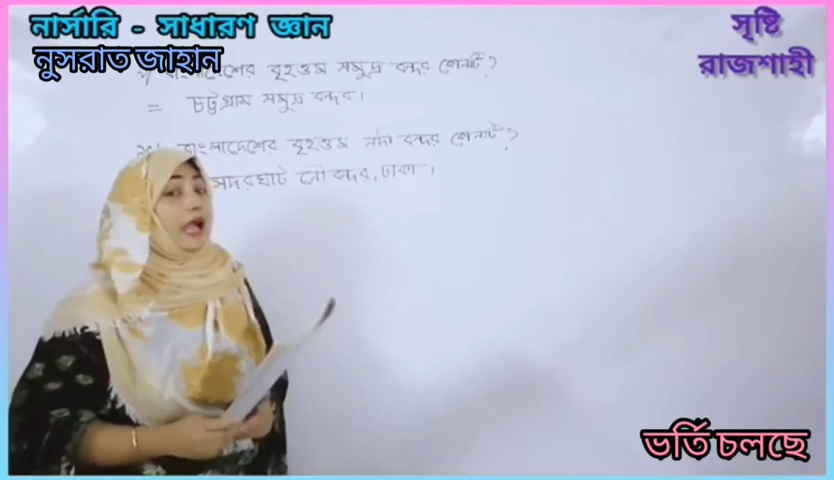 নার্সারি - সাধারণ জ্ঞান
নুসরাত জাহান
সৃষ্টি
রাজশাহী
বাংলাদেশের বৃহত্তম সমুদ্র বন্দর কোনটি?
= চট্টগ্রাম সমুদ্র বন্দর।
বাংলাদেশের বৃহত্তম নদী বন্দর কোনটি?
সদরঘাট নৌ বন্দর, ঢাকা।
ভর্তি চলছে